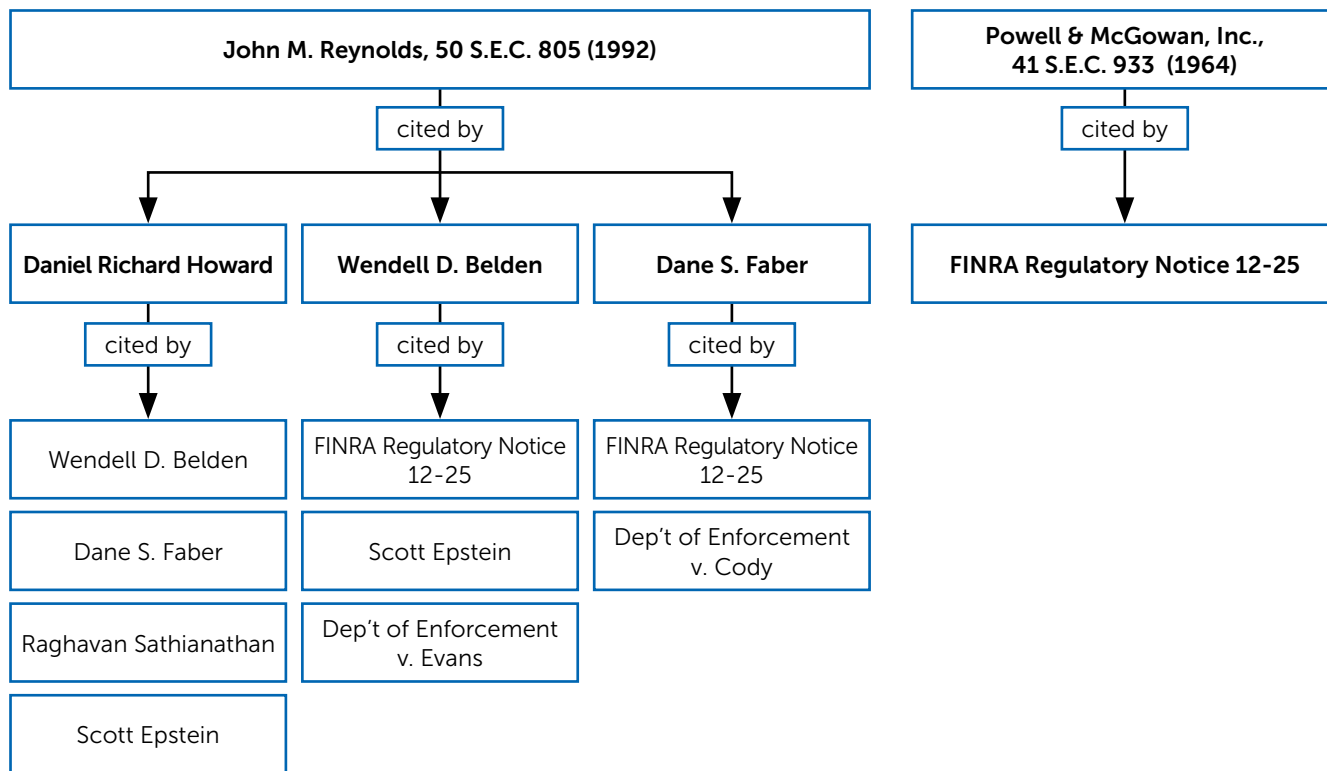 John M. Reynolds, 50 S.E.C. 805 (1992)
Powell & McGowan, Inc.,
41 S.E.C. 933 (1964)
cited by
cited by
Daniel Richard Howard
Wendell D. Belden
Dane S. Faber
FINRA Regulatory Notice 12-25
cited by
cited by
cited by
Wendell D. Belden
FINRA Regulatory Notice
12-25
FINRA Regulatory Notice
12-25
Dane S. Faber
Scott Epstein
Dep't of Enforcement
v. Cody
Raghavan Sathianathan
Dep't of Enforcement
v. Evans
Scott Epstein